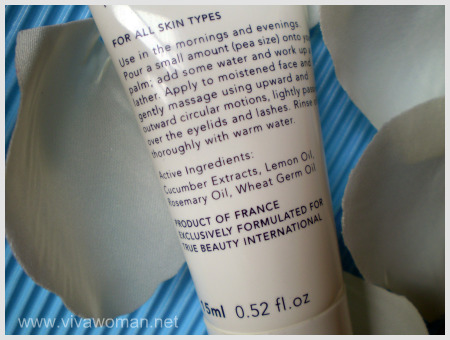 FOR ALL SKIN TYPES
Use in the mornings and evenings.
Pour a small amount (pea size) onto
palm; add some water and work up a
lather. Apply to moistened face and
gently massage using upward and
outward circular motions, lightly passing
over the eyelids and lashes. Rinse
thoroughly with warm water.
Active Ingredients:
Cucumber Extracts, Lemon Oil,
Rosemary Oil, Wheat Germ Oil
PRODUCT OF FRANCE
EXCLUSIVELY FORMULATED FOR
TRUE BEAUTY INTERNATIONAL
5ml 0.52 fl.oz
www.vivawoman.net